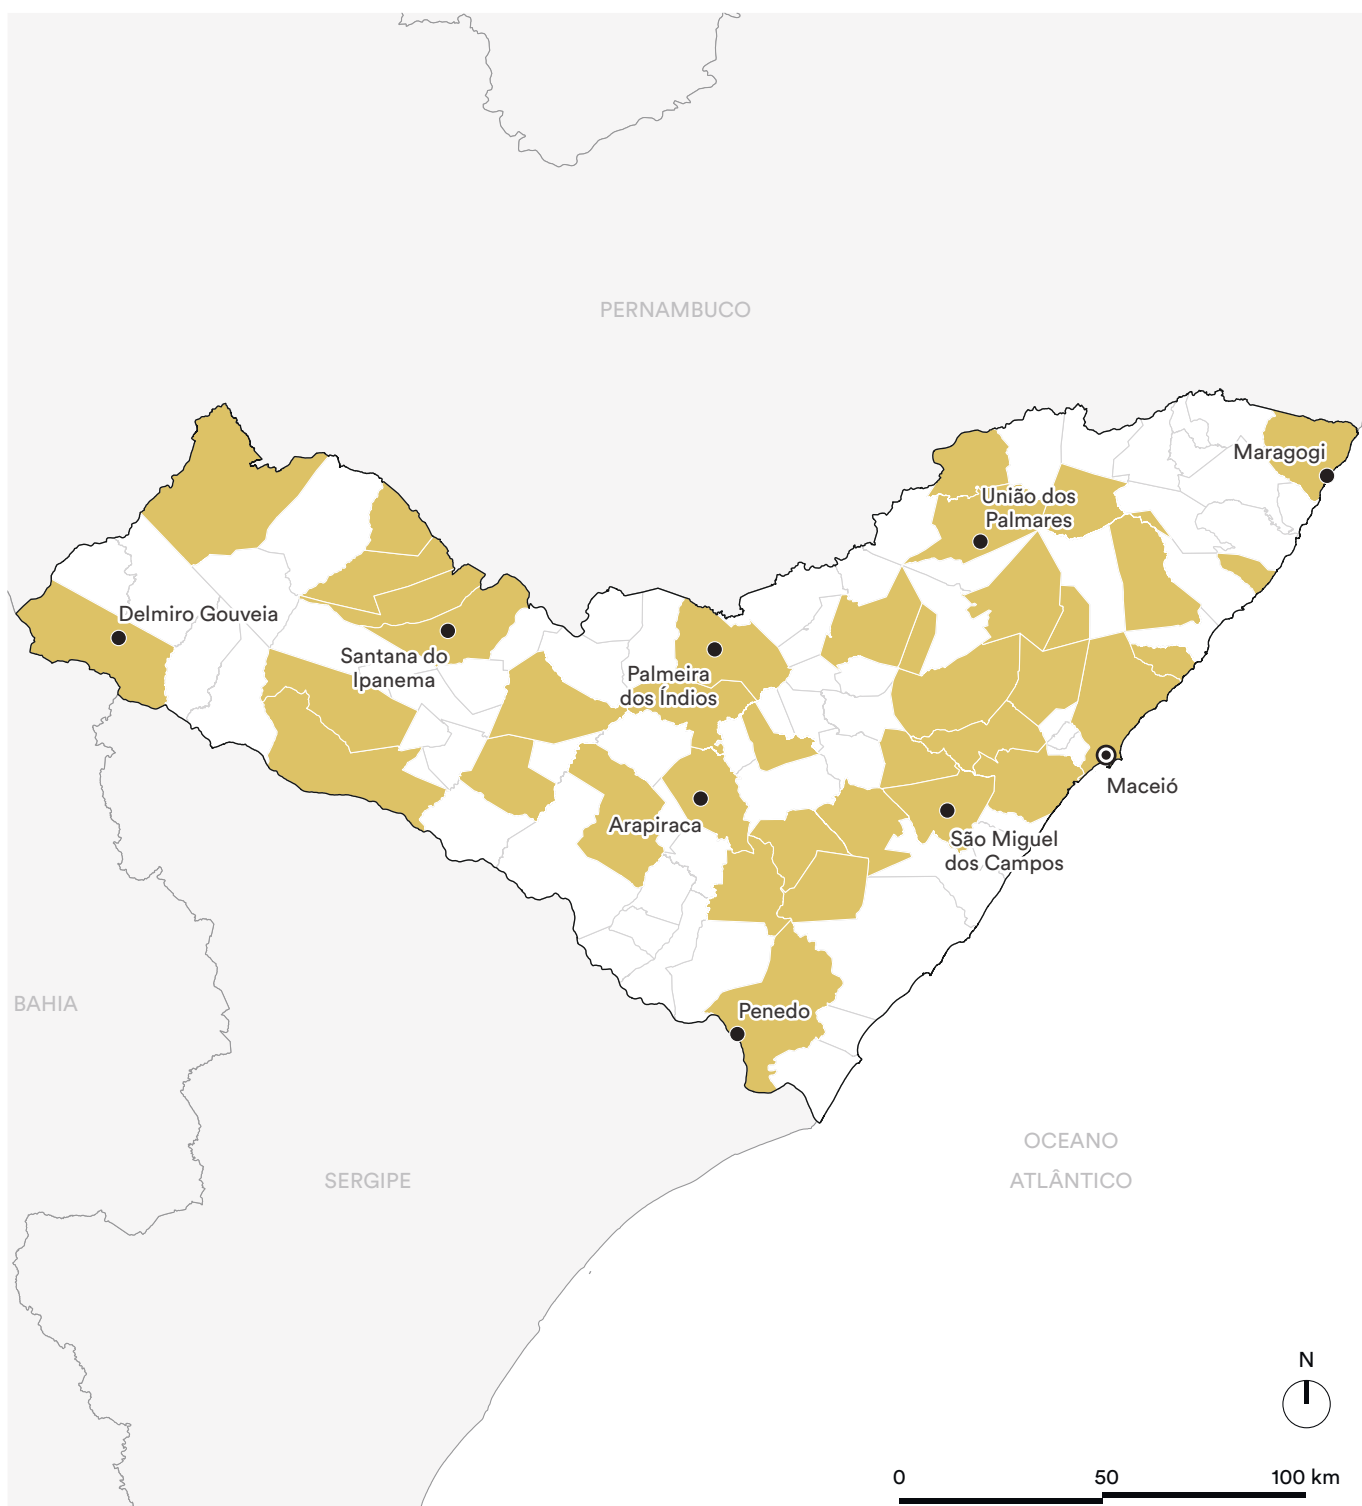 PERNAMBUCO
Maragogi
União dos
Palmares
Delmiro Gouveia
Santana do
Ipanema
Palmeira
dos Índios
Maceió
Arapiraca
São Miguel
dos Campos
BAHIA
Penedo
OCEANO
ATLÂNTICO
SERGIPE
N
0 50 100 km